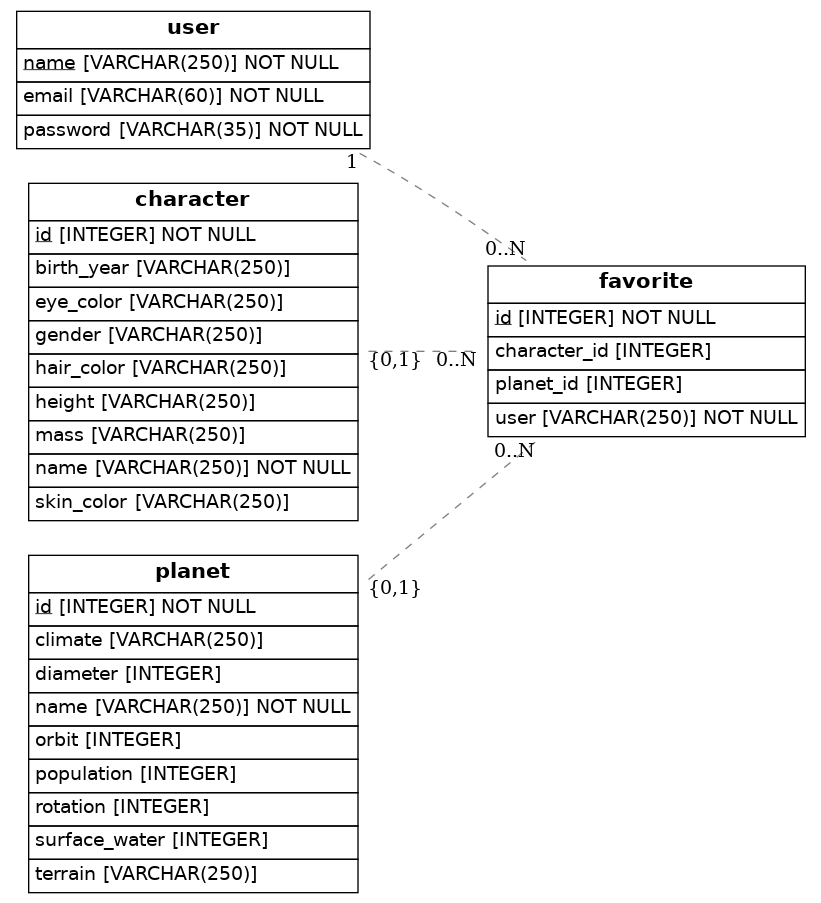 user
name [VARCHAR(250)] NOT NULL
email [VARCHAR(60)] NOT NULL
password [VARCHAR(35)] NOT NULL
1
character
id [INTEGER] NOT NULL
birth_year [VARCHAR(250)]
eye_color [VARCHAR(250)]
gender [VARCHAR(250)]
hair_color [VARCHAR(250)]
height [VARCHAR(250)]
mass [VARCHAR(250)]
name [VARCHAR(250)] NOT NULL
skin_color [VARCHAR(250)]
{0,1} 0..N
0..N
favorite
id [INTEGER] NOT NULL
character_id [INTEGER]
planet_id [INTEGER]
user [VARCHAR(250)] NOT NULL
0..N
planet
id [INTEGER] NOT NULL
climate [VARCHAR(250)]
diameter [INTEGER]
name [VARCHAR(250)] NOT NULL
orbit [INTEGER]
population [INTEGER]
rotation [INTEGER]
surface_water [INTEGER]
terrain [VARCHAR(250)]
{0,1}